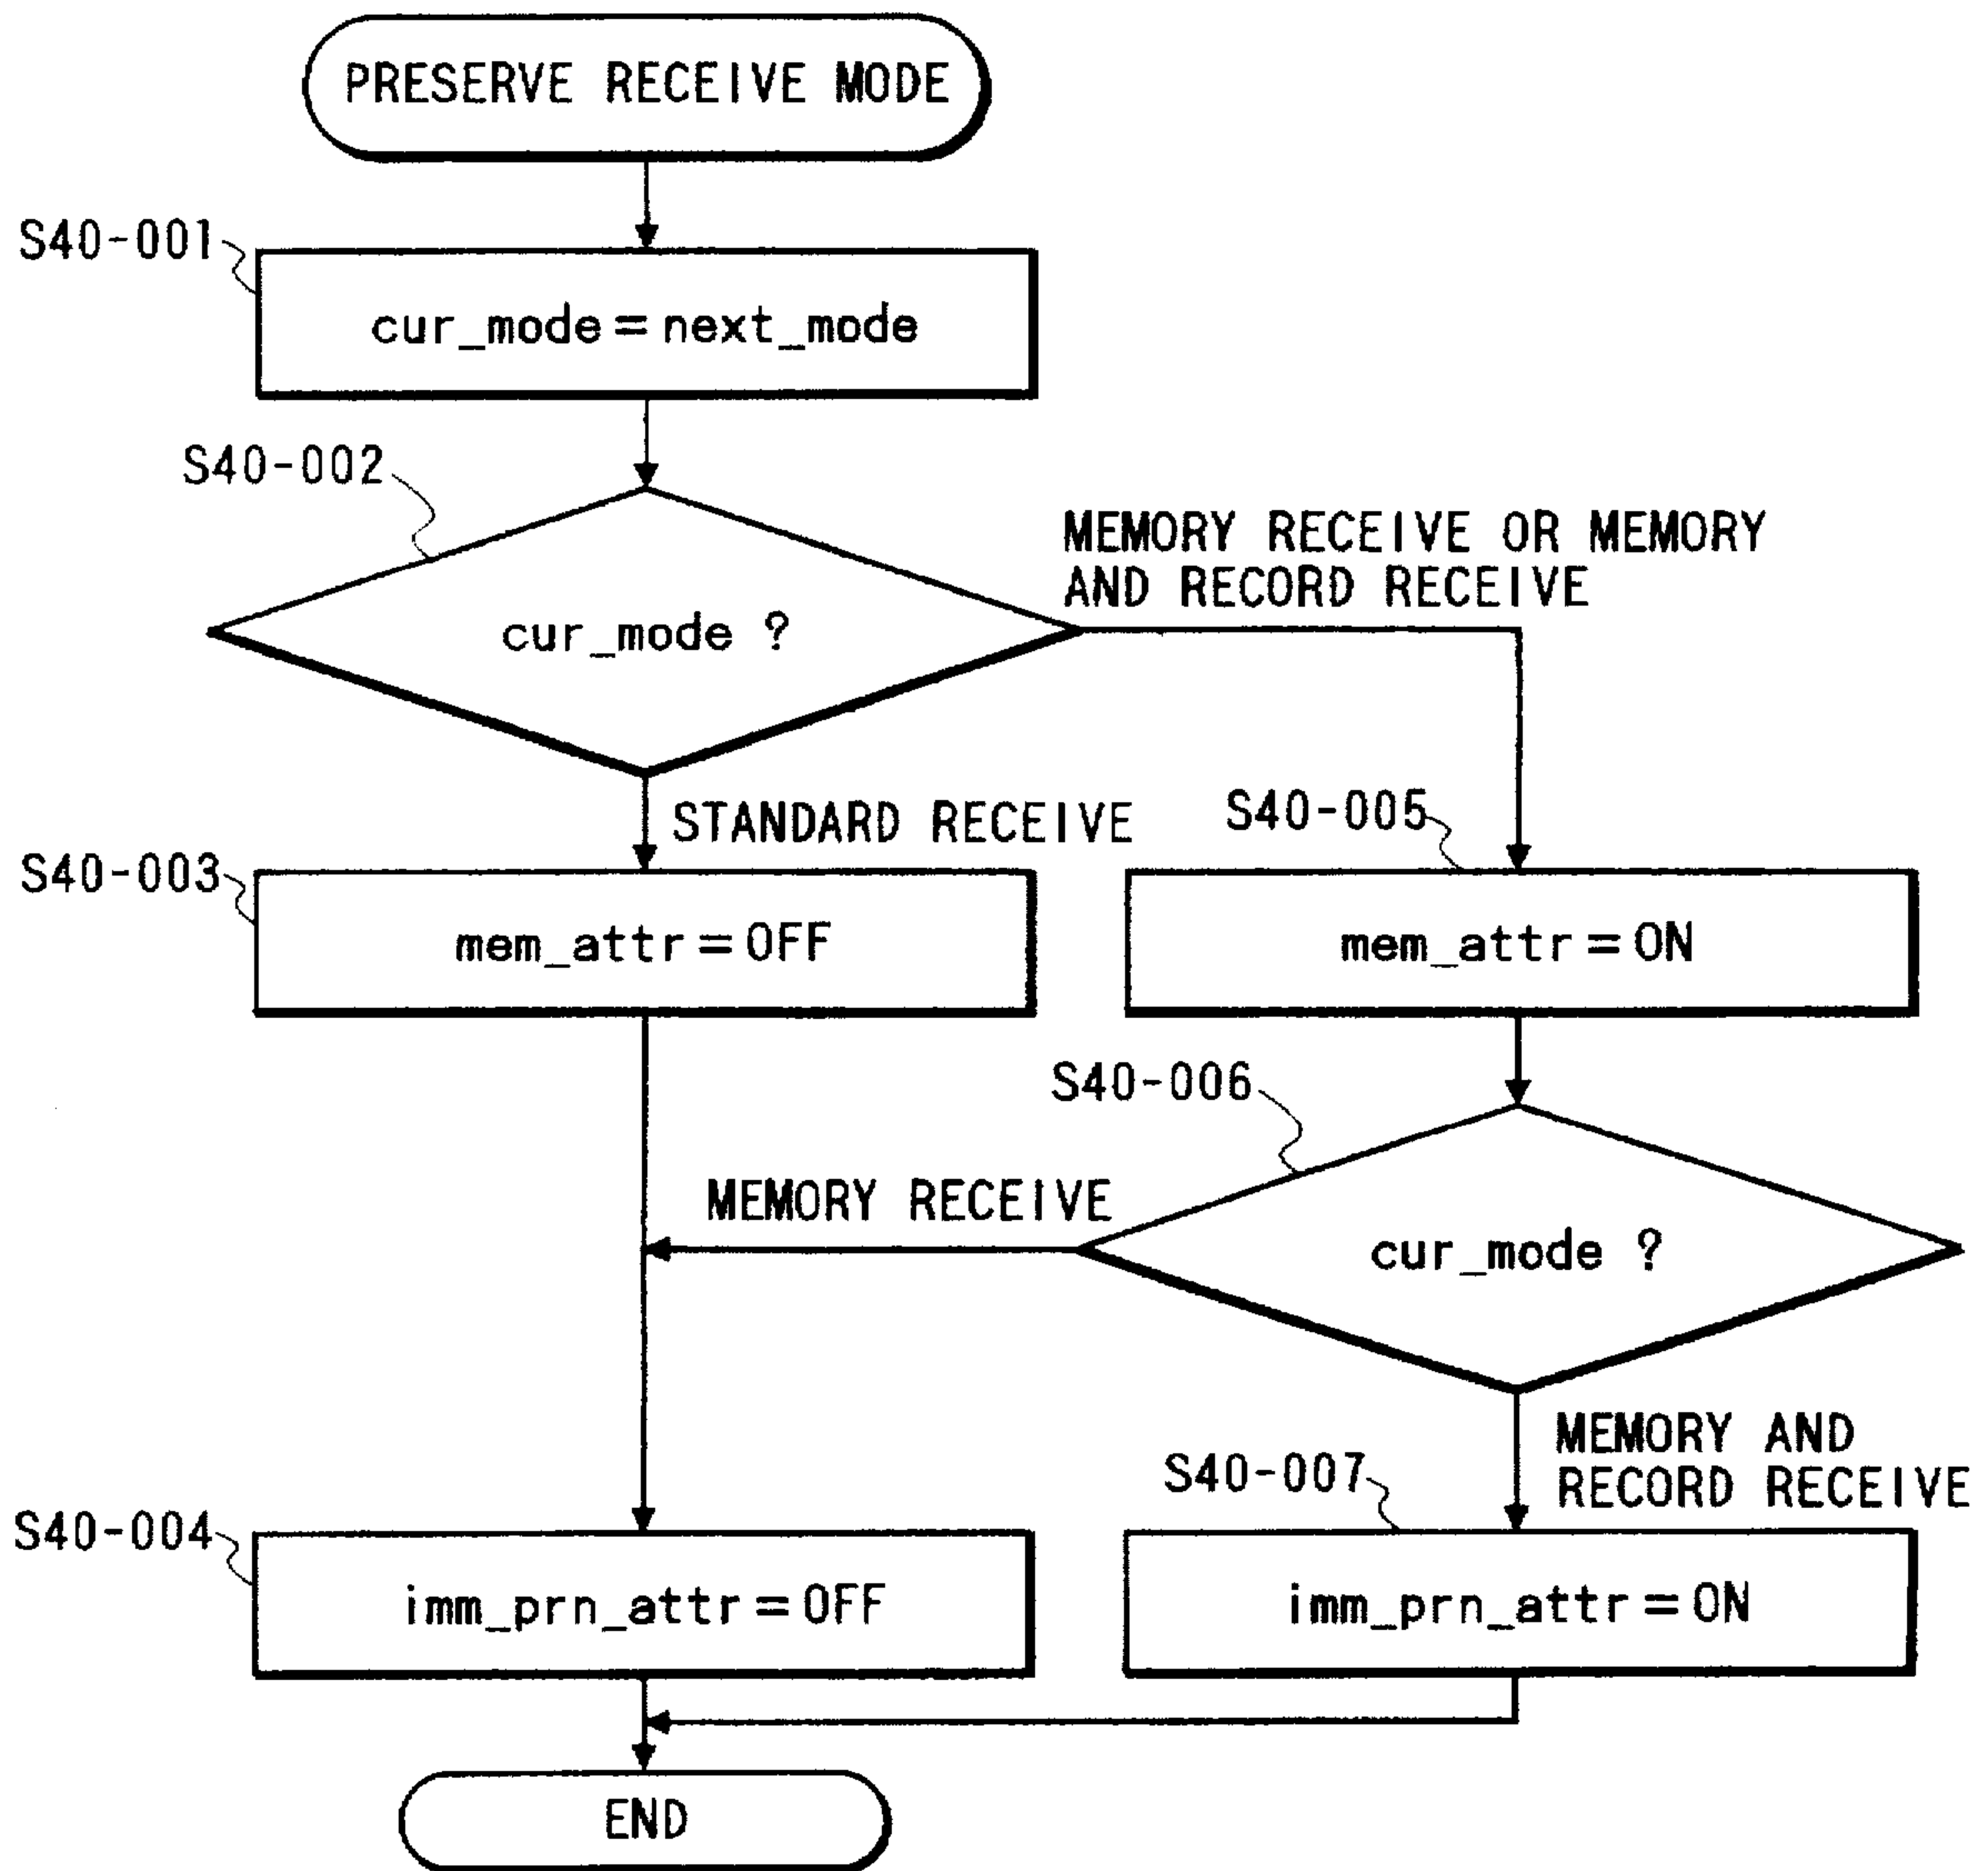 PRESERVE RECEIVE MODE
S40-001
cur_mode = next_mode
S40-002
MEMORY RECEIVE OR MEMORY
AND RECORD RECEIVE
cur_mode ?
STANDARD RECEIVE
S40-005
S40-003
mem_attr = OFF
mem_attr = ON
S40-006
MEMORY RECEIVE
cur_mode ?
MEMORY AND
RECORD RECEIVE
S40-007
S40-004
imm_prn_attr = OFF
imm_prn_attr = ON
END